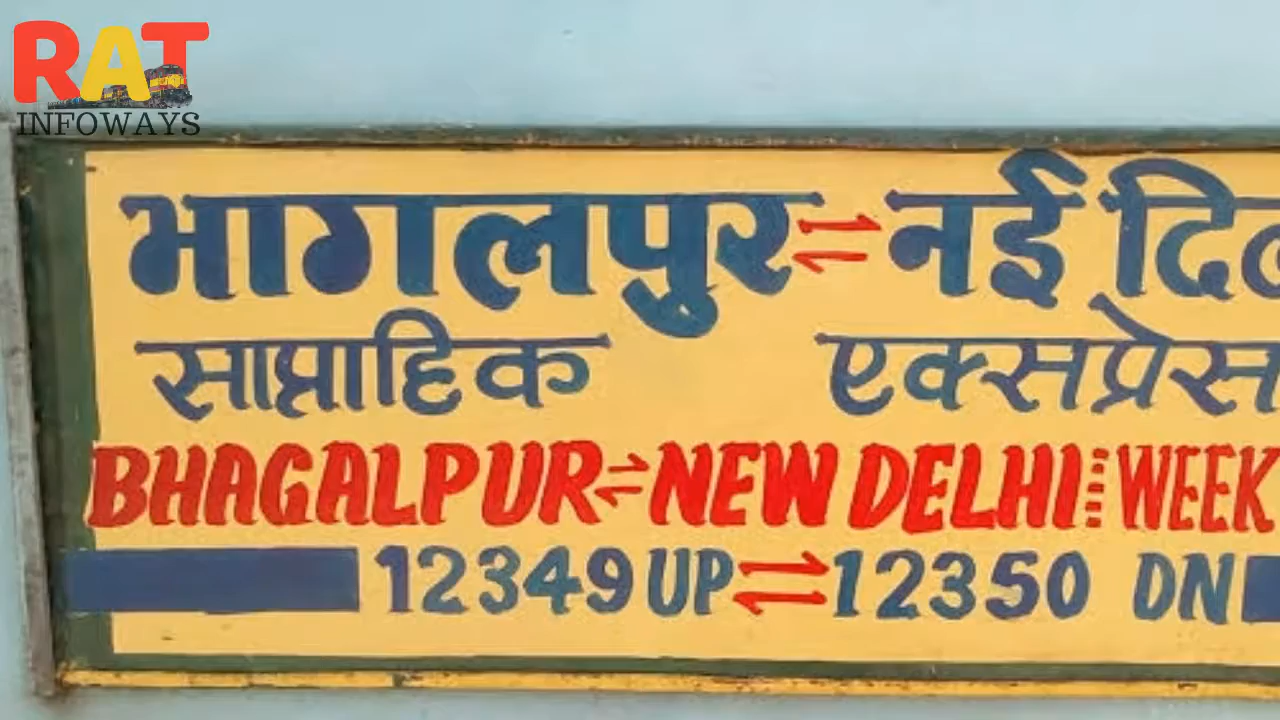 RAT
INFOWAYS
भागलपुर ⇌ नई दिल
साप्ताहिक एक्सप्रेस
BHAGALPUR ⇌ NEW DELHI WEEK
12349 UP ⇌ 12350 DN